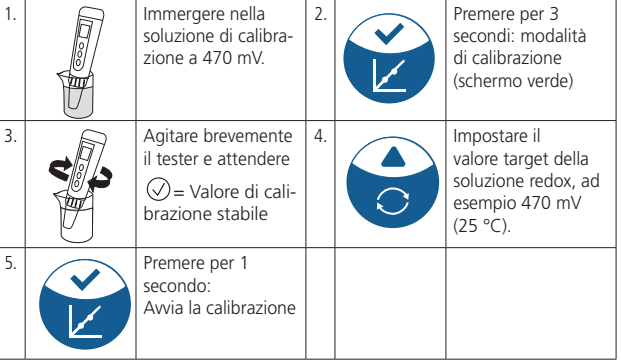 1.
Immergere nella
soluzione di calibra-
zione a 470 mV.
2.
Premere per 3
secondi: modalità
di calibrazione
(schermo verde)
3.
Agitare brevemente
il tester e attendere
= Valore di cali-
brazione stabile
4.
Impostare il
valore target della
soluzione redox, ad
esempio 470 mV
(25 °C).
5.
Premere per 1
secondo:
Avvia la calibrazione